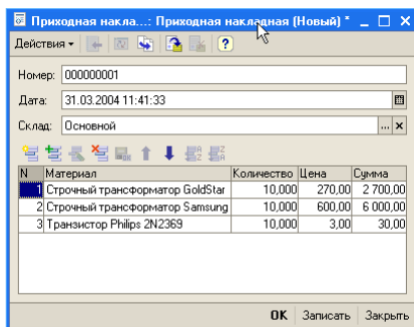 Приходная накла...: Приходная накладная (Новый) *
Действия
Номер: 000000001
Дата: 31.03.2004 11:41:33
Склад: Основной
N Материал Количество Цена Сумма
1 Строчный трансформатор GoldStar 10,000 270,00 2 700,00
2 Строчный трансформатор Samsung 10,000 600,00 6 000,00
3 Транзистор Philips 2N2369 10,000 3,00 30,00
OK Записать Закрыть